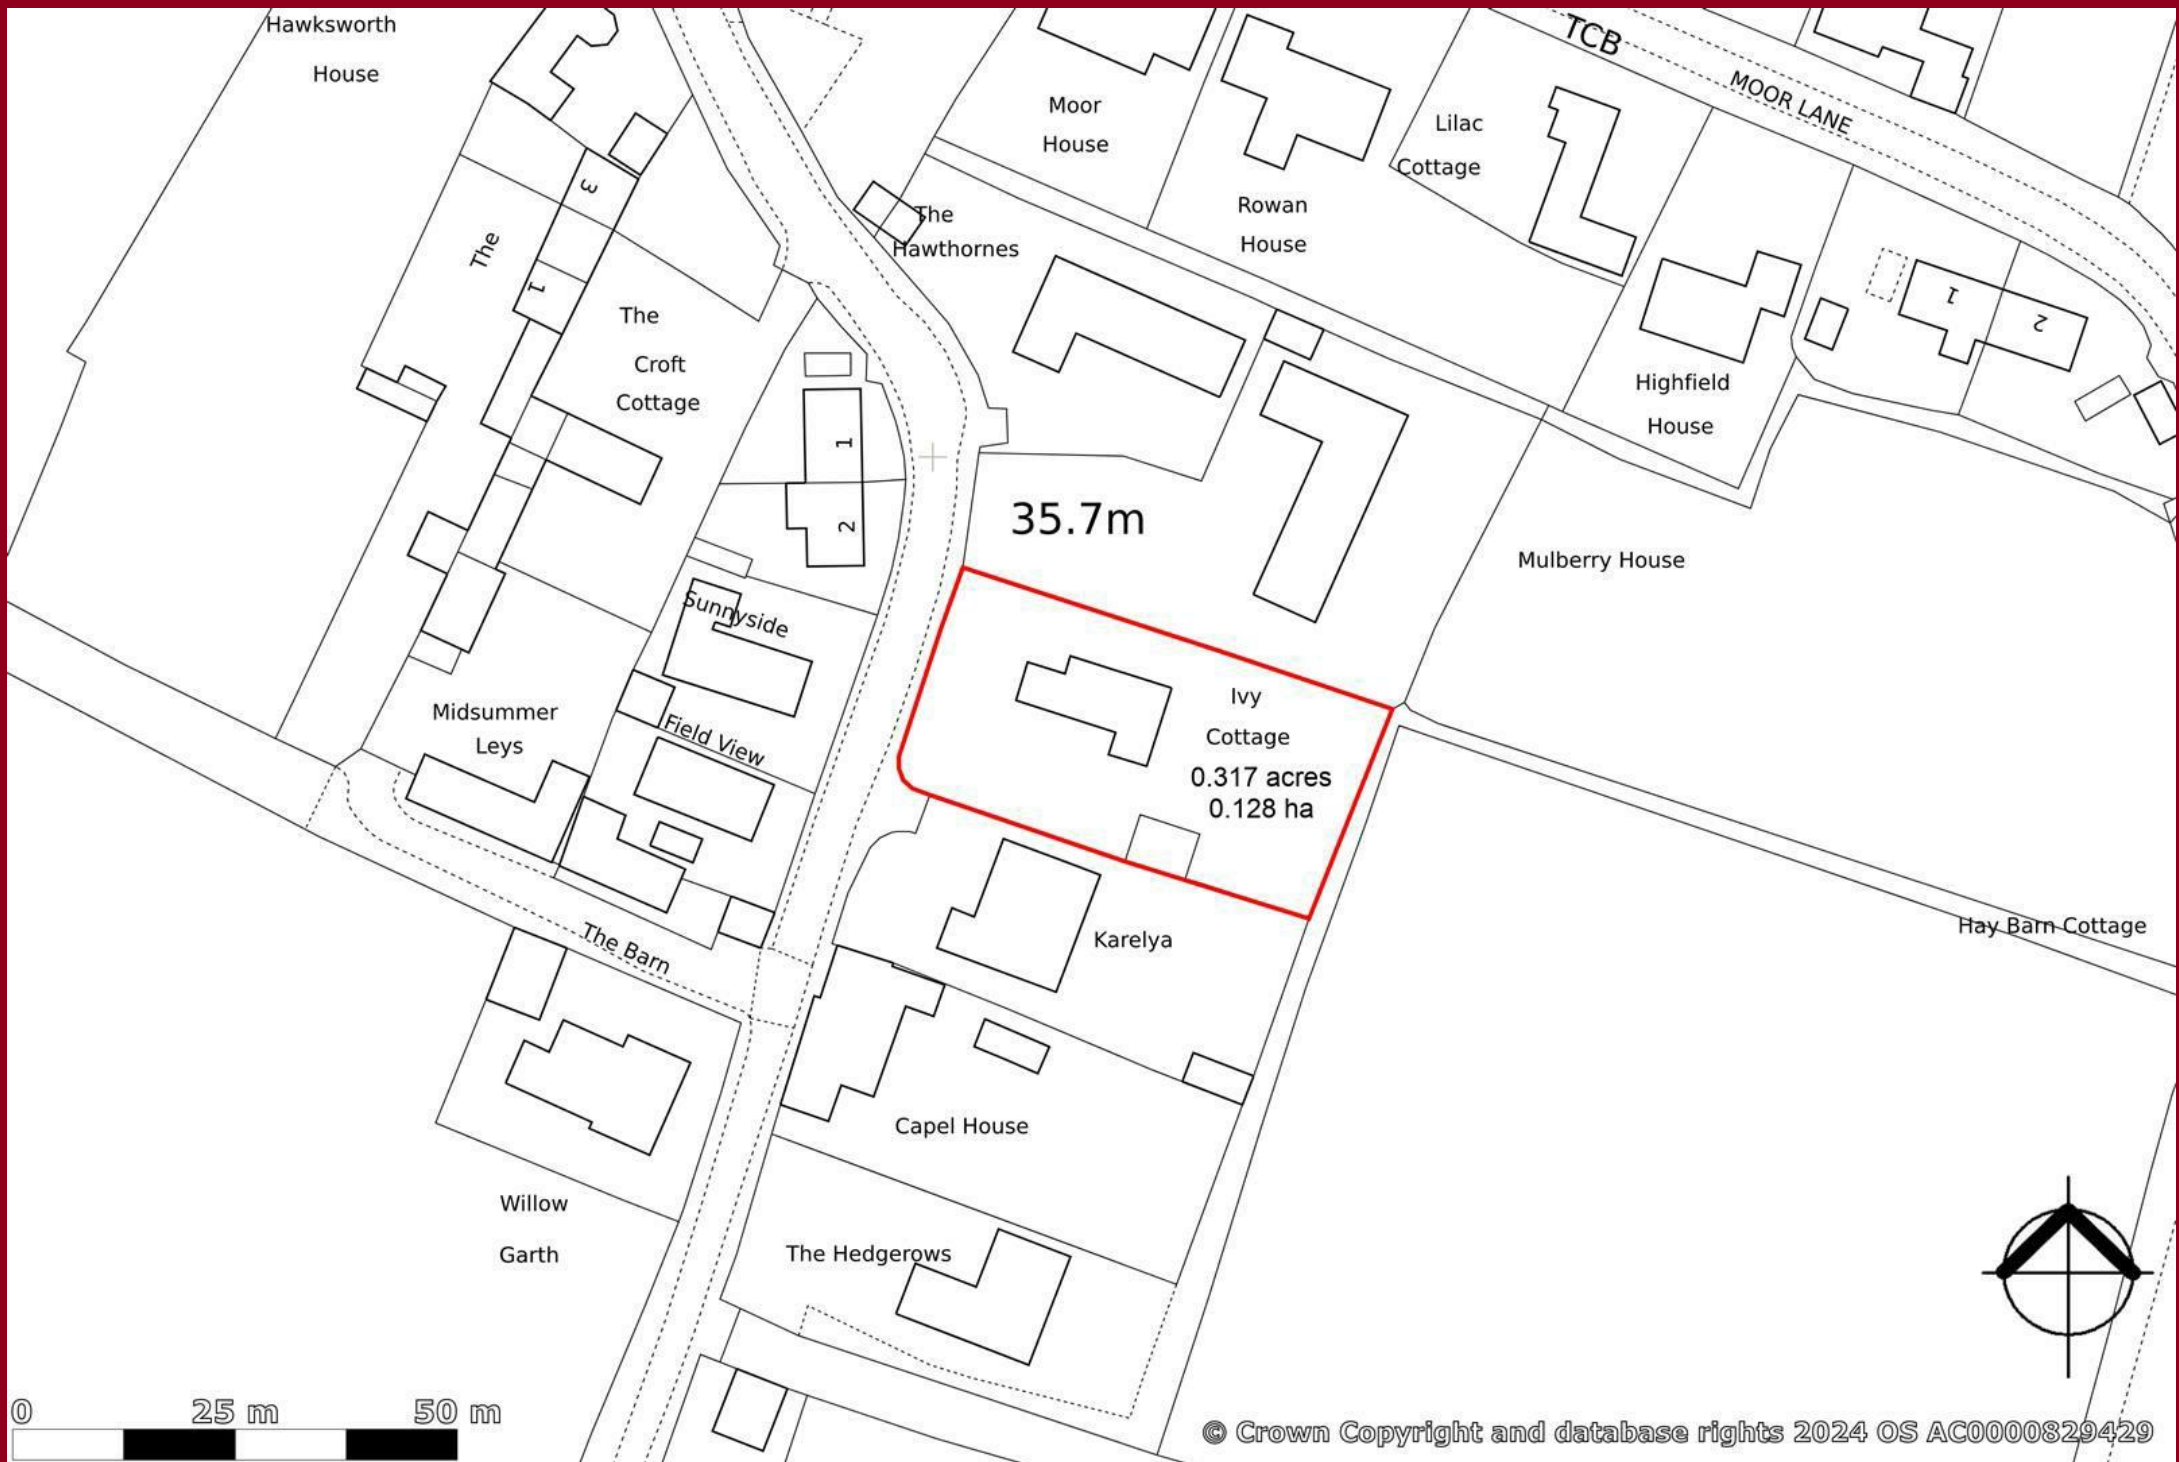 Hawksworth
House
TCB
MOOR LANE
Moor
House
Lilac
Cottage
3
The
Hawthornes
Rowan
House
The
1
The
Croft
Cottage
1
2
Highfield
House
1
2
35.7m
Mulberry House
Sunnyside
Midsummer
Leys
Field View
Ivy
Cottage
0.317 acres
0.128 ha
The Barn
Karelya
Hay Barn Cottage
Capel House
Willow
Garth
The Hedgerows
0 25 m 50 m
© Crown Copyright and database rights 2024 OS AC0000829429